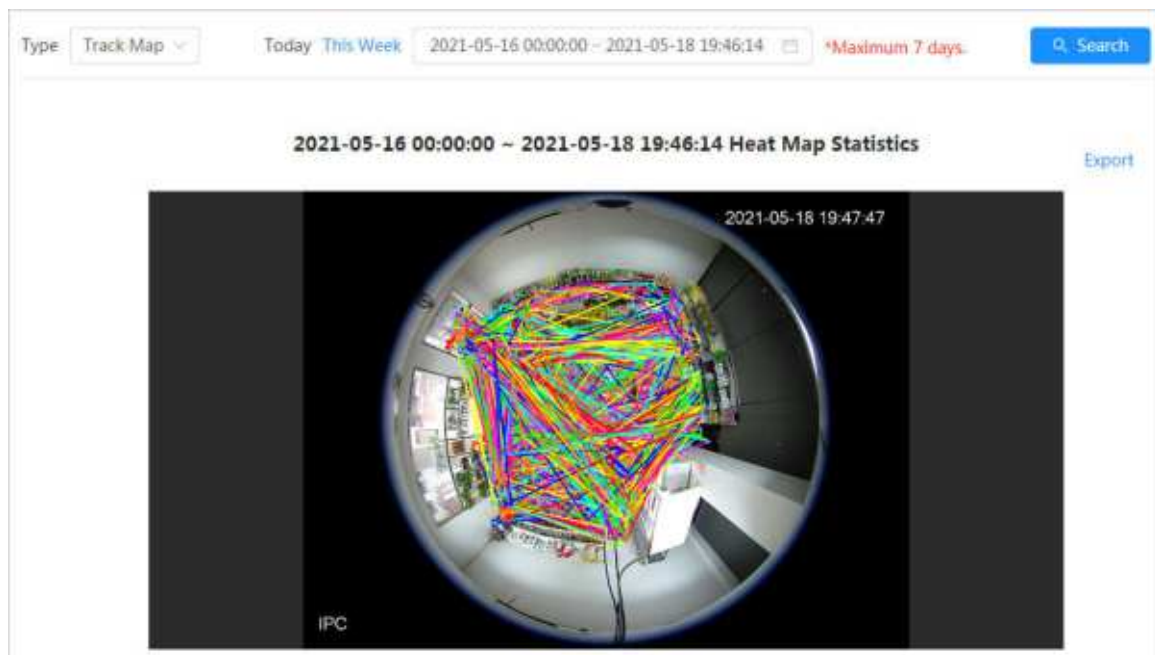 Type Track Map Today This Week 2021-05-16 00:00:00 ~ 2021-05-18 19:46:14 *Maximum 7 days. Search
2021-05-16 00:00:00 ~ 2021-05-18 19:46:14 Heat Map Statistics
Export
2021-05-18 19:47:47
IPC